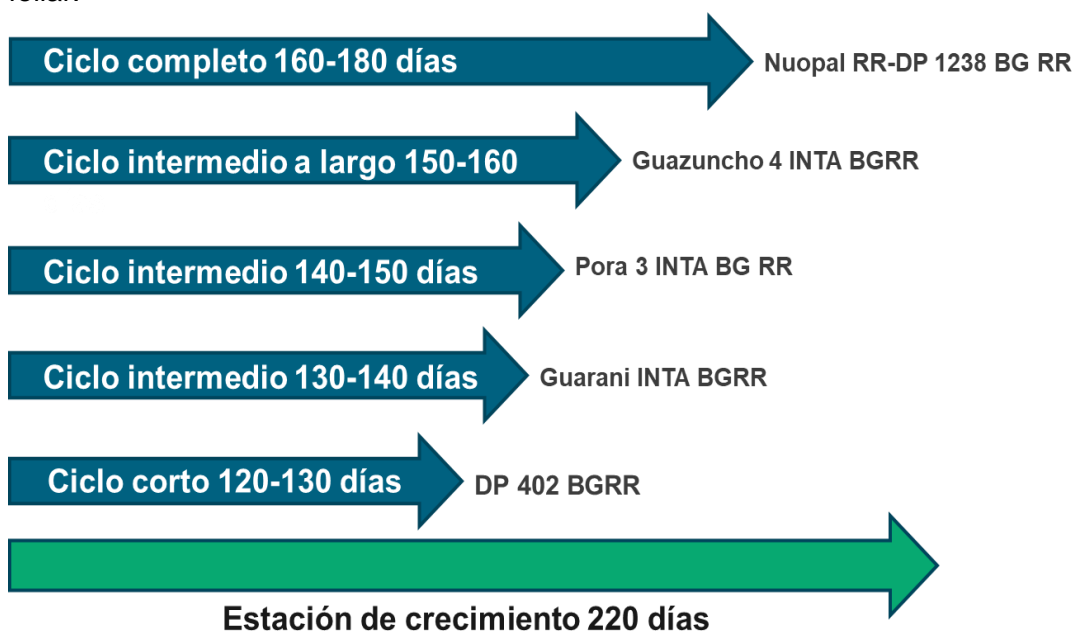 Ciclo completo 160-180 días
Nuopal RR-DP 1238 BG RR
Ciclo intermedio a largo 150-160
Guazuncho 4 INTA BGRR
Ciclo intermedio 140-150 días
Pora 3 INTA BG RR
Ciclo intermedio 130-140 días
Guarani INTA BGRR
Ciclo corto 120-130 días
DP 402 BGRR
Estación de crecimiento 220 días